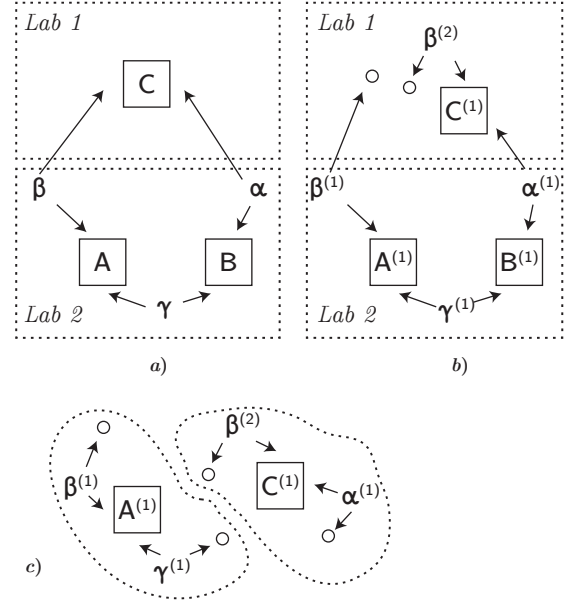 Lab 1
C
β
α
A
B
γ
Lab 2
a)
Lab 1
β(2)
C(1)
β(1)
α(1)
A(1)
B(1)
γ(1)
Lab 2
b)
β(2)
β(1)
C(1)
A(1)
α(1)
γ(1)
c)